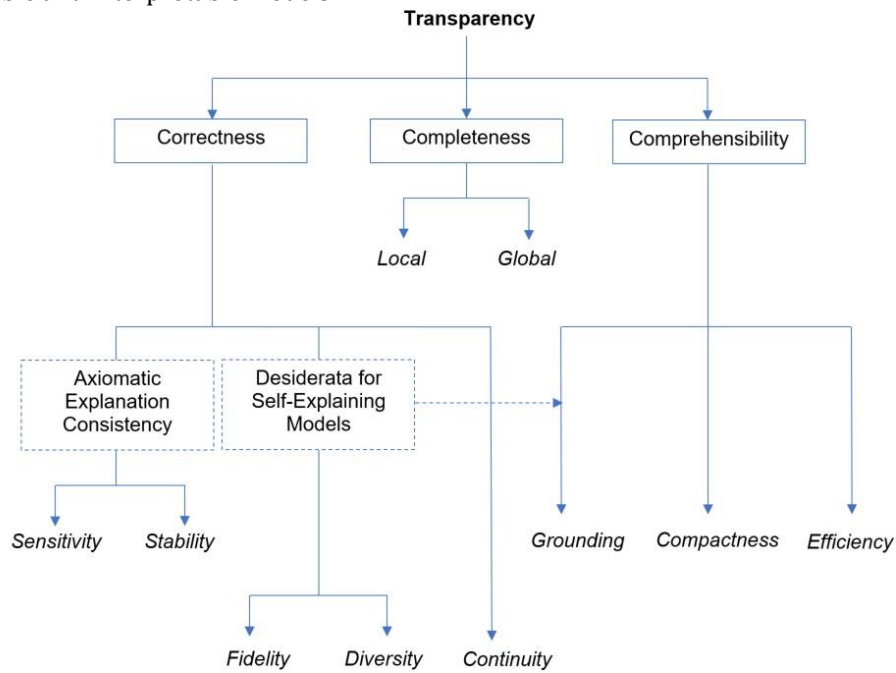 Transparency
Correctness
Completeness
Comprehensibility
Local
Global
Axiomatic
Explanation
Consistency
Desiderata for
Self-Explaining
Models
Sensitivity
Stability
Grounding
Compactness
Efficiency
Fidelity
Diversity
Continuity